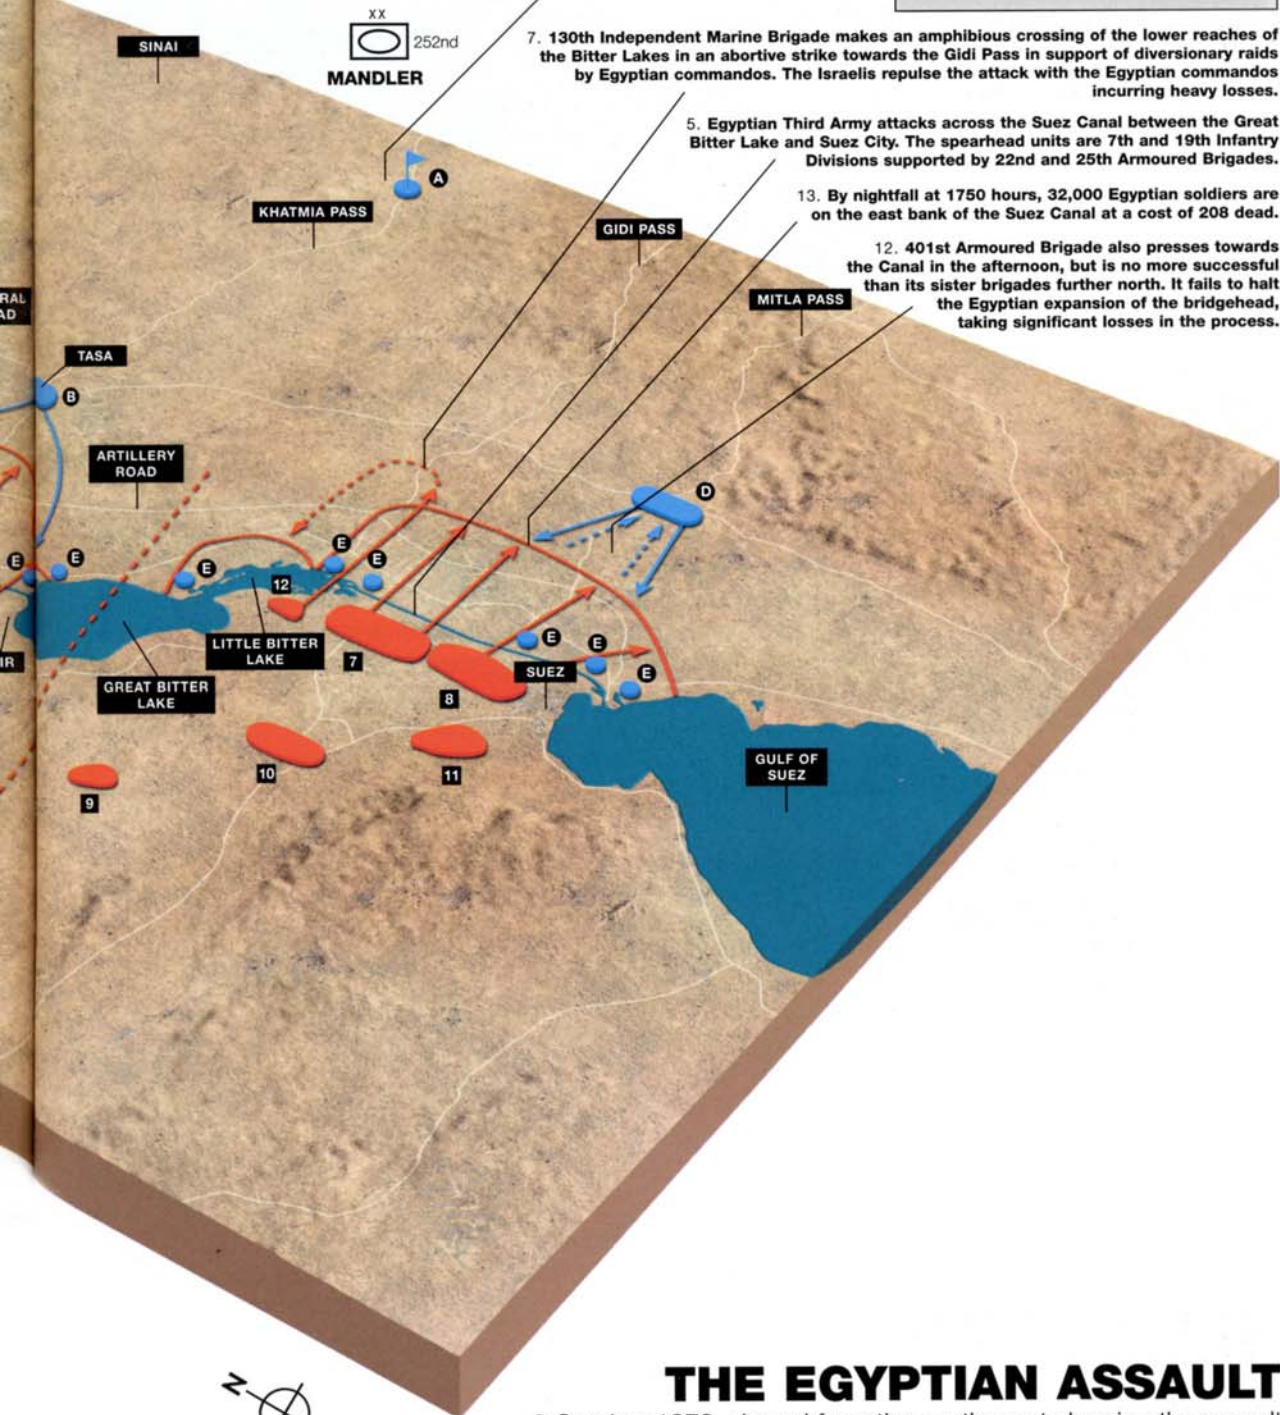 XX
252nd
MANDLER
SINAI
7. 130th Independent Marine Brigade makes an amphibious crossing of the lower reaches of
the Bitter Lakes in an abortive strike towards the Gidi Pass in support of diversionary raids
by Egyptian commandos. The Israelis repulse the attack with the Egyptian commandos
incurring heavy losses.
5. Egyptian Third Army attacks across the Suez Canal between the Great
Bitter Lake and Suez City. The spearhead units are 7th and 19th Infantry
Divisions supported by 22nd and 25th Armoured Brigades.
13. By nightfall at 1750 hours, 32,000 Egyptian soldiers are
on the east bank of the Suez Canal at a cost of 208 dead.
12. 401st Armoured Brigade also presses towards
the Canal in the afternoon, but is no more successful
than its sister brigades further north. It fails to halt
the Egyptian expansion of the bridgehead,
taking significant losses in the process.
A
KHATMIA PASS
GIDI PASS
MITLA PASS
TASA
B
ARTILLERY
ROAD
D
E
E
E
E
E
E
E
E
12
LITTLE BITTER
LAKE
7
SUEZ
8
GREAT BITTER
LAKE
GULF OF
SUEZ
10
11
9
N
THE EGYPTIAN ASSAULT